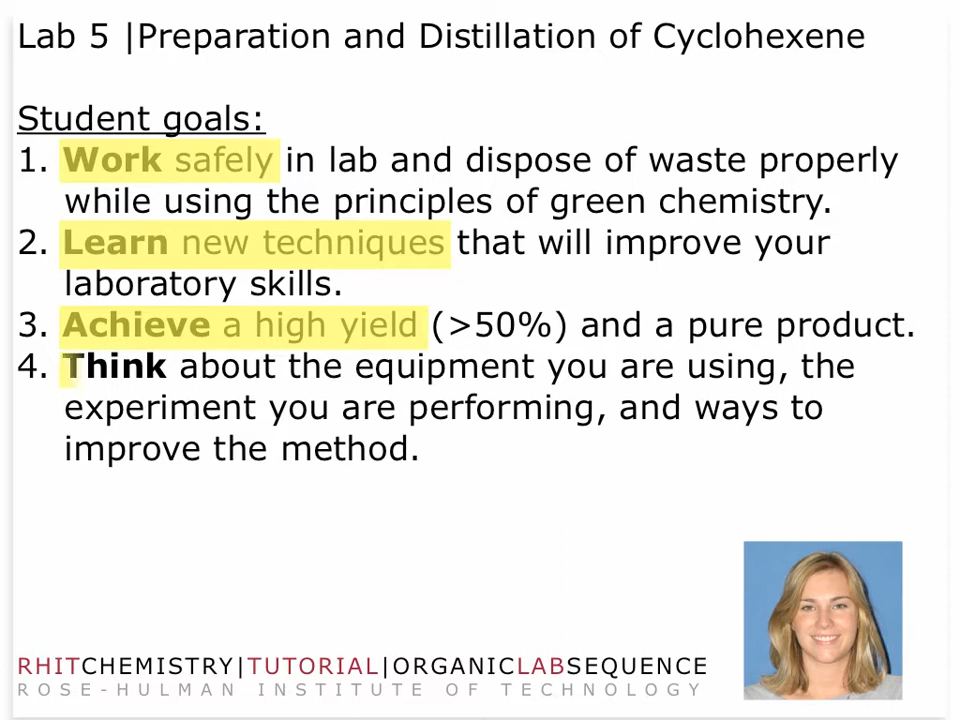 Lab 5 |Preparation and Distillation of Cyclohexene
Student goals:
1. Work safely in lab and dispose of waste properly
while using the principles of green chemistry.
2. Learn new techniques that will improve your
laboratory skills.
3. Achieve a high yield (>50%) and a pure product.
4. Think about the equipment you are using, the
experiment you are performing, and ways to
improve the method.
RHITCHEMISTRY|TUTORIAL|ORGANICLABSEQUENCE
ROSE-HULMAN INSTITUTE OF TECHNOLOGY